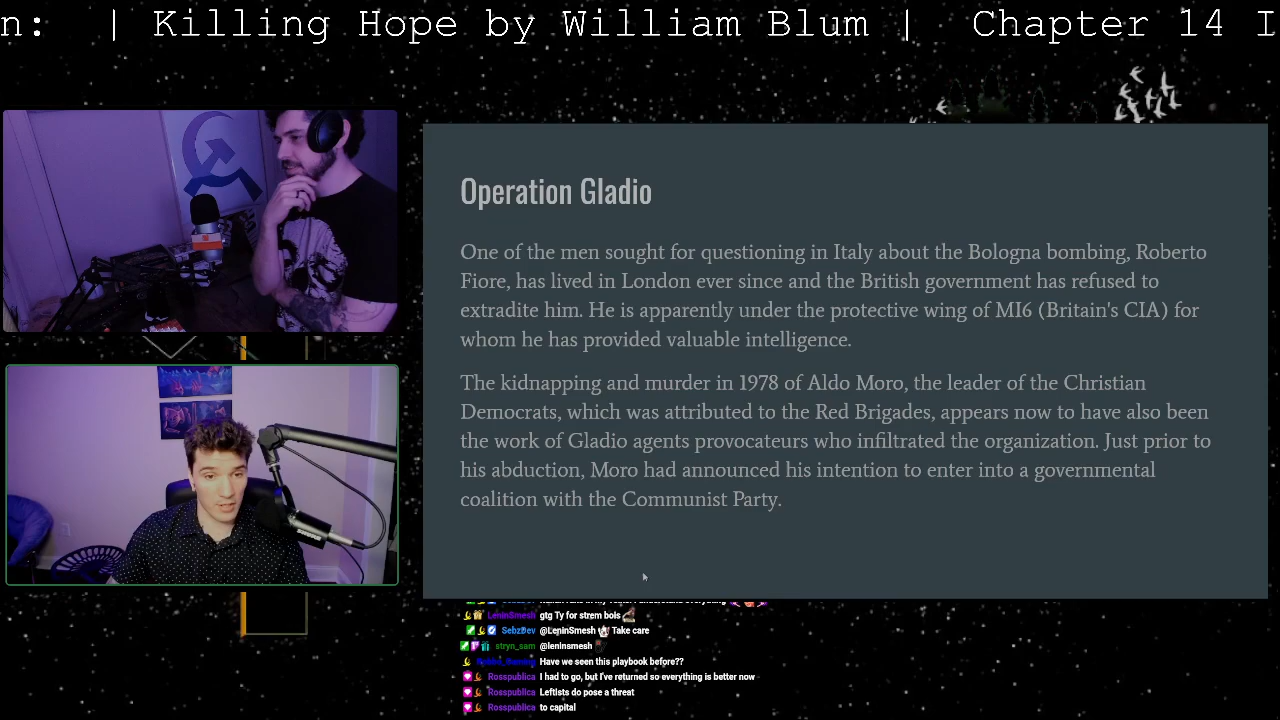 n: | Killing Hope by William Blum | Chapter 14 I
Operation Gladio
One of the men sought for questioning in Italy about the Bologna bombing, Roberto
Fiore, has lived in London ever since and the British government has refused to
extradite him. He is apparently under the protective wing of MI6 (Britain's CIA) for
whom he has provided valuable intelligence.
The kidnapping and murder in 1978 of Aldo Moro, the leader of the Christian
Democrats, which was attributed to the Red Brigades, appears now to have also been
the work of Gladio agents provocateurs who infiltrated the organization. Just prior to
his abduction, Moro had announced his intention to enter into a governmental
coalition with the Communist Party.
SHURE
LeninSmesh gtg Ty for strem bois
SebzDev @LeninSmesh Take care
stryn_sam @leninsmesh
Have we seen this playbook before??
Rosspublica I had to go, but I've returned so everything is better now
Rosspublica Leftists do pose a threat
Rosspublica to capital